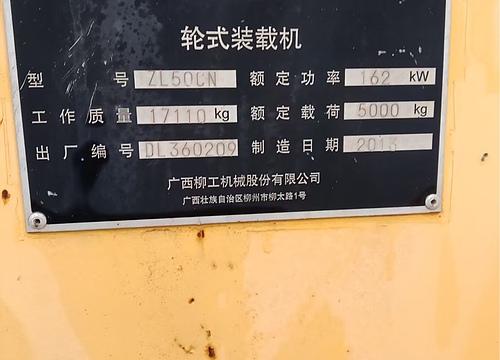 轮式装载机
型 号 ZL50CN 额定功率 162 kW
工作质量 17110 kg 额定载荷 5000 kg
出厂编号 DL360209 制造日期 2013
广西柳工机械股份有限公司
广西壮族自治区柳州市柳太路1号